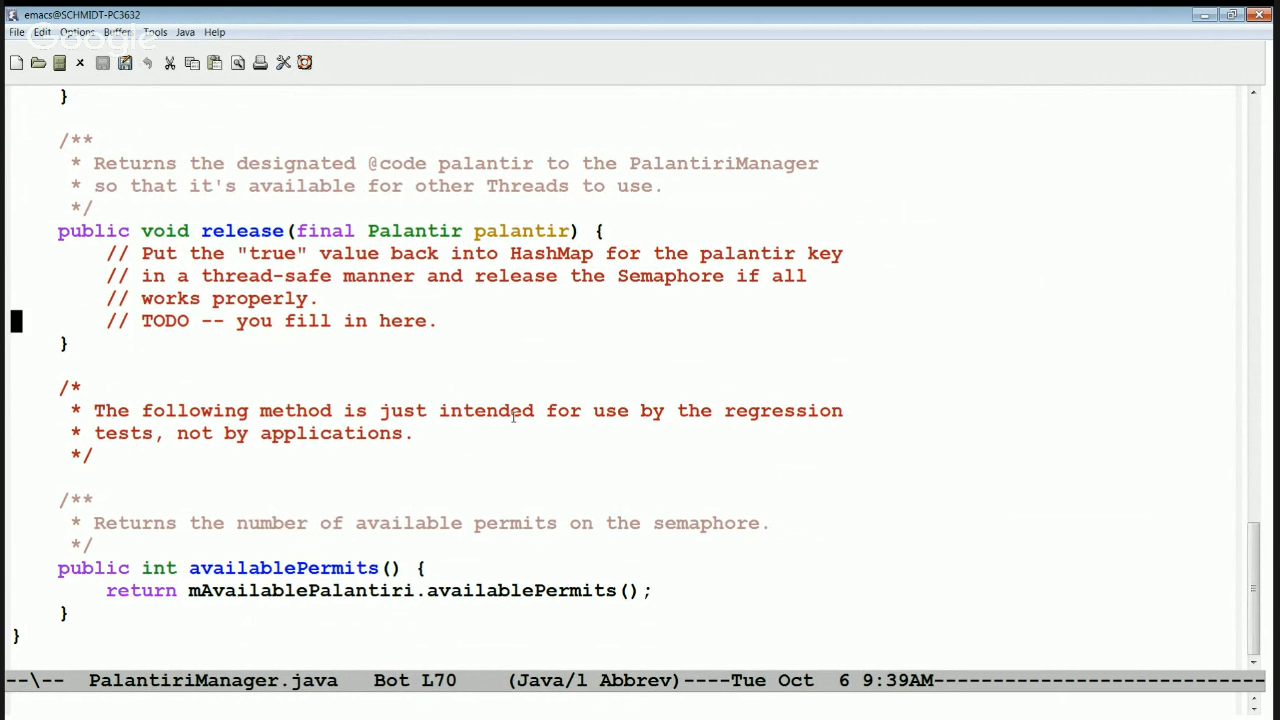 emacs@SCHMIDT-PC3632
File Edit Options Buffer Tools Java Help
Google
}
/**
* Returns the designated @code palantir to the PalantiriManager
* so that it's available for other Threads to use.
*/
public void release(final Palantir palantir) {
// Put the "true" value back into HashMap for the palantir key
// in a thread-safe manner and release the Semaphore if all
// works properly.
// TODO -- you fill in here.
}
/*
* The following method is just intended for use by the regression
* tests, not by applications.
*/
/**
* Returns the number of available permits on the semaphore.
*/
public int availablePermits() {
return mAvailablePalantiri.availablePermits();
}
}
--\-- PalantiriManager.java Bot L70 (Java/l Abbrev)----Tue Oct 6 9:39AM----------------------------